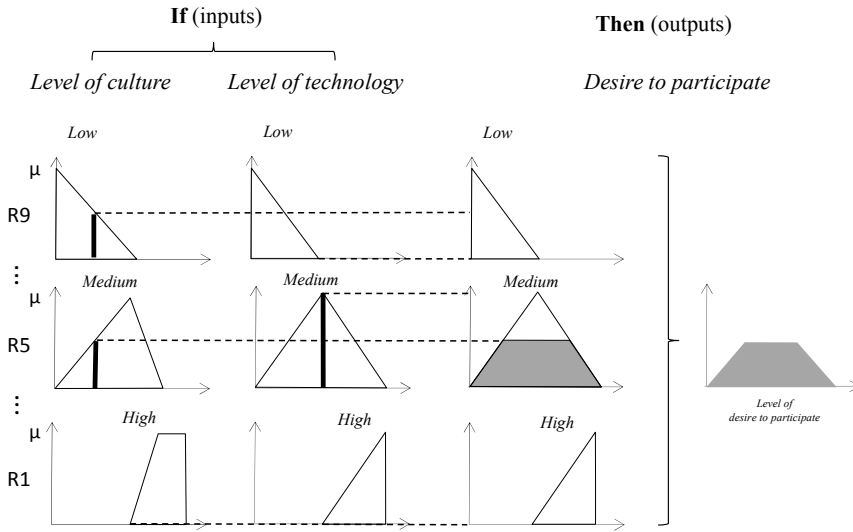 If (inputs)
Then (outputs)
Level of culture
Level of technology
Desire to participate
Low
Low
Low
μ
R9
...
Medium
Medium
Medium
μ
R5
...
High
High
High
μ
R1
Level of
desire to participate